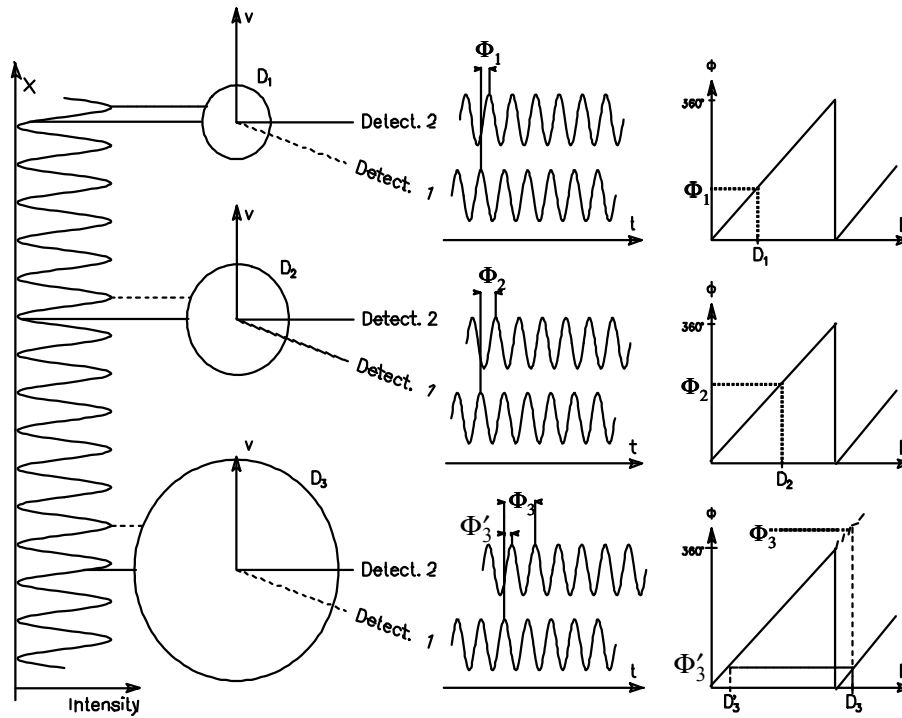 X
Intensity
v
D1
Detect. 2
Detect. 1
Φ1
t
ϕ
360°
Φ1
D1
v
D2
Detect. 2
Detect. 1
Φ2
t
ϕ
360°
Φ2
D2
v
D3
Detect. 2
Detect. 1
Φ3
Φ′3
t
ϕ
Φ3
360°
Φ′3
D′3
D3